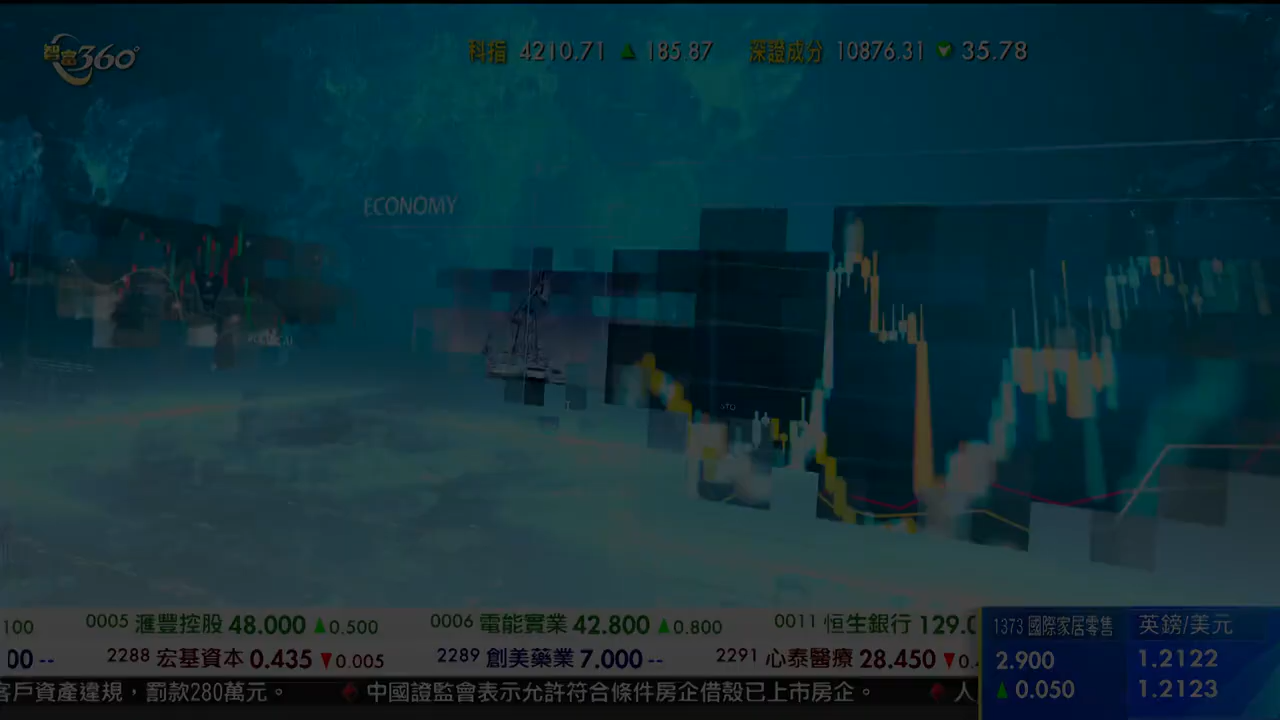 智富360°
科指 4210.71 ▲ 185.87 深證成分 10876.31 ▼ 35.78
ECONOMY
100 0005 滙豐控股 48.000 ▲0.500 0006 電能實業 42.800 ▲0.800 0011 恒生銀行 129.0
00 -- 2288 宏基資本 0.435 ▼0.005 2289 創美藥業 7.000 -- 2291 心泰醫療 28.450 ▼0.
客戶資產違規，罰款280萬元。 中國證監會表示允許符合條件房企借殼已上市房企。 人
1373 國際家居零售
2.900
▲ 0.050
英鎊/美元
1.2122
1.2123